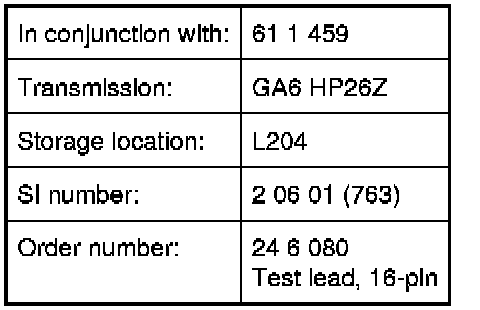 In conjunction with: 61 1 459
Transmission: GA6 HP26Z
Storage location: L204
SI number: 2 06 01 (763)
Order number: 24 6 080
Test lead, 16-pin